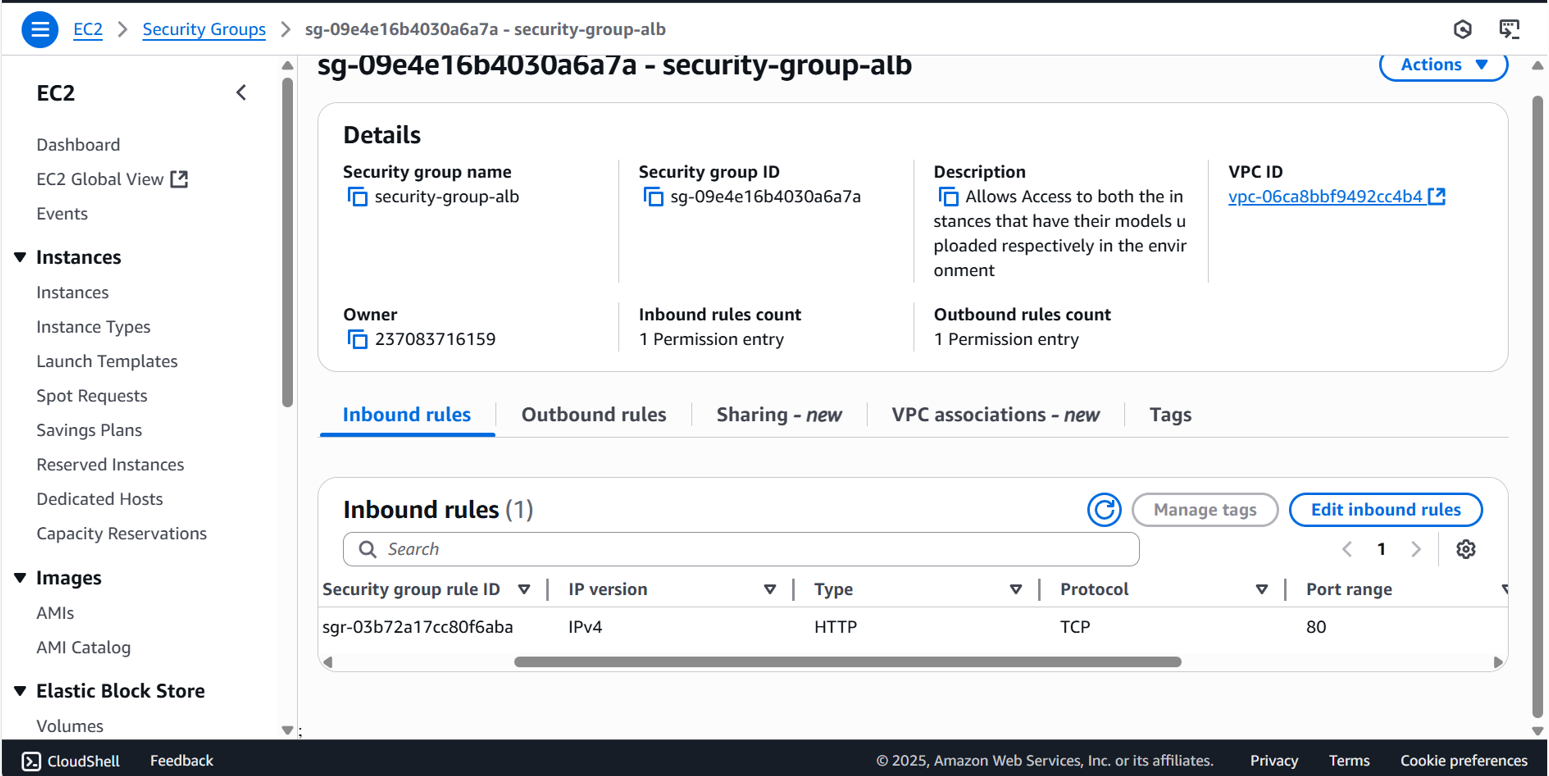 EC2 > Security Groups > sg-09e4e16b4030a6a7a - security-group-alb
EC2
Dashboard
EC2 Global View
Events
Instances
Instances
Instance Types
Launch Templates
Spot Requests
Savings Plans
Reserved Instances
Dedicated Hosts
Capacity Reservations
Images
AMIs
AMI Catalog
Elastic Block Store
Volumes
sg-09e4e16b4030a6a7a - security-group-alb
Actions
Details
Security group name
security-group-alb
Security group ID
sg-09e4e16b4030a6a7a
Description
Allows Access to both the in
stances that have their models u
ploaded respectively in the envir
onment
VPC ID
vpc-06ca8bbf9492cc4b4
Owner
237083716159
Inbound rules count
1 Permission entry
Outbound rules count
1 Permission entry
Inbound rules Outbound rules Sharing - new VPC associations - new Tags
Inbound rules (1)
Manage tags
Edit inbound rules
Search
1
Security group rule ID IP version Type Protocol Port range
sgr-03b72a17cc80f6aba IPv4 HTTP TCP 80
;
CloudShell Feedback © 2025, Amazon Web Services, Inc. or its affiliates. Privacy Terms Cookie preferences